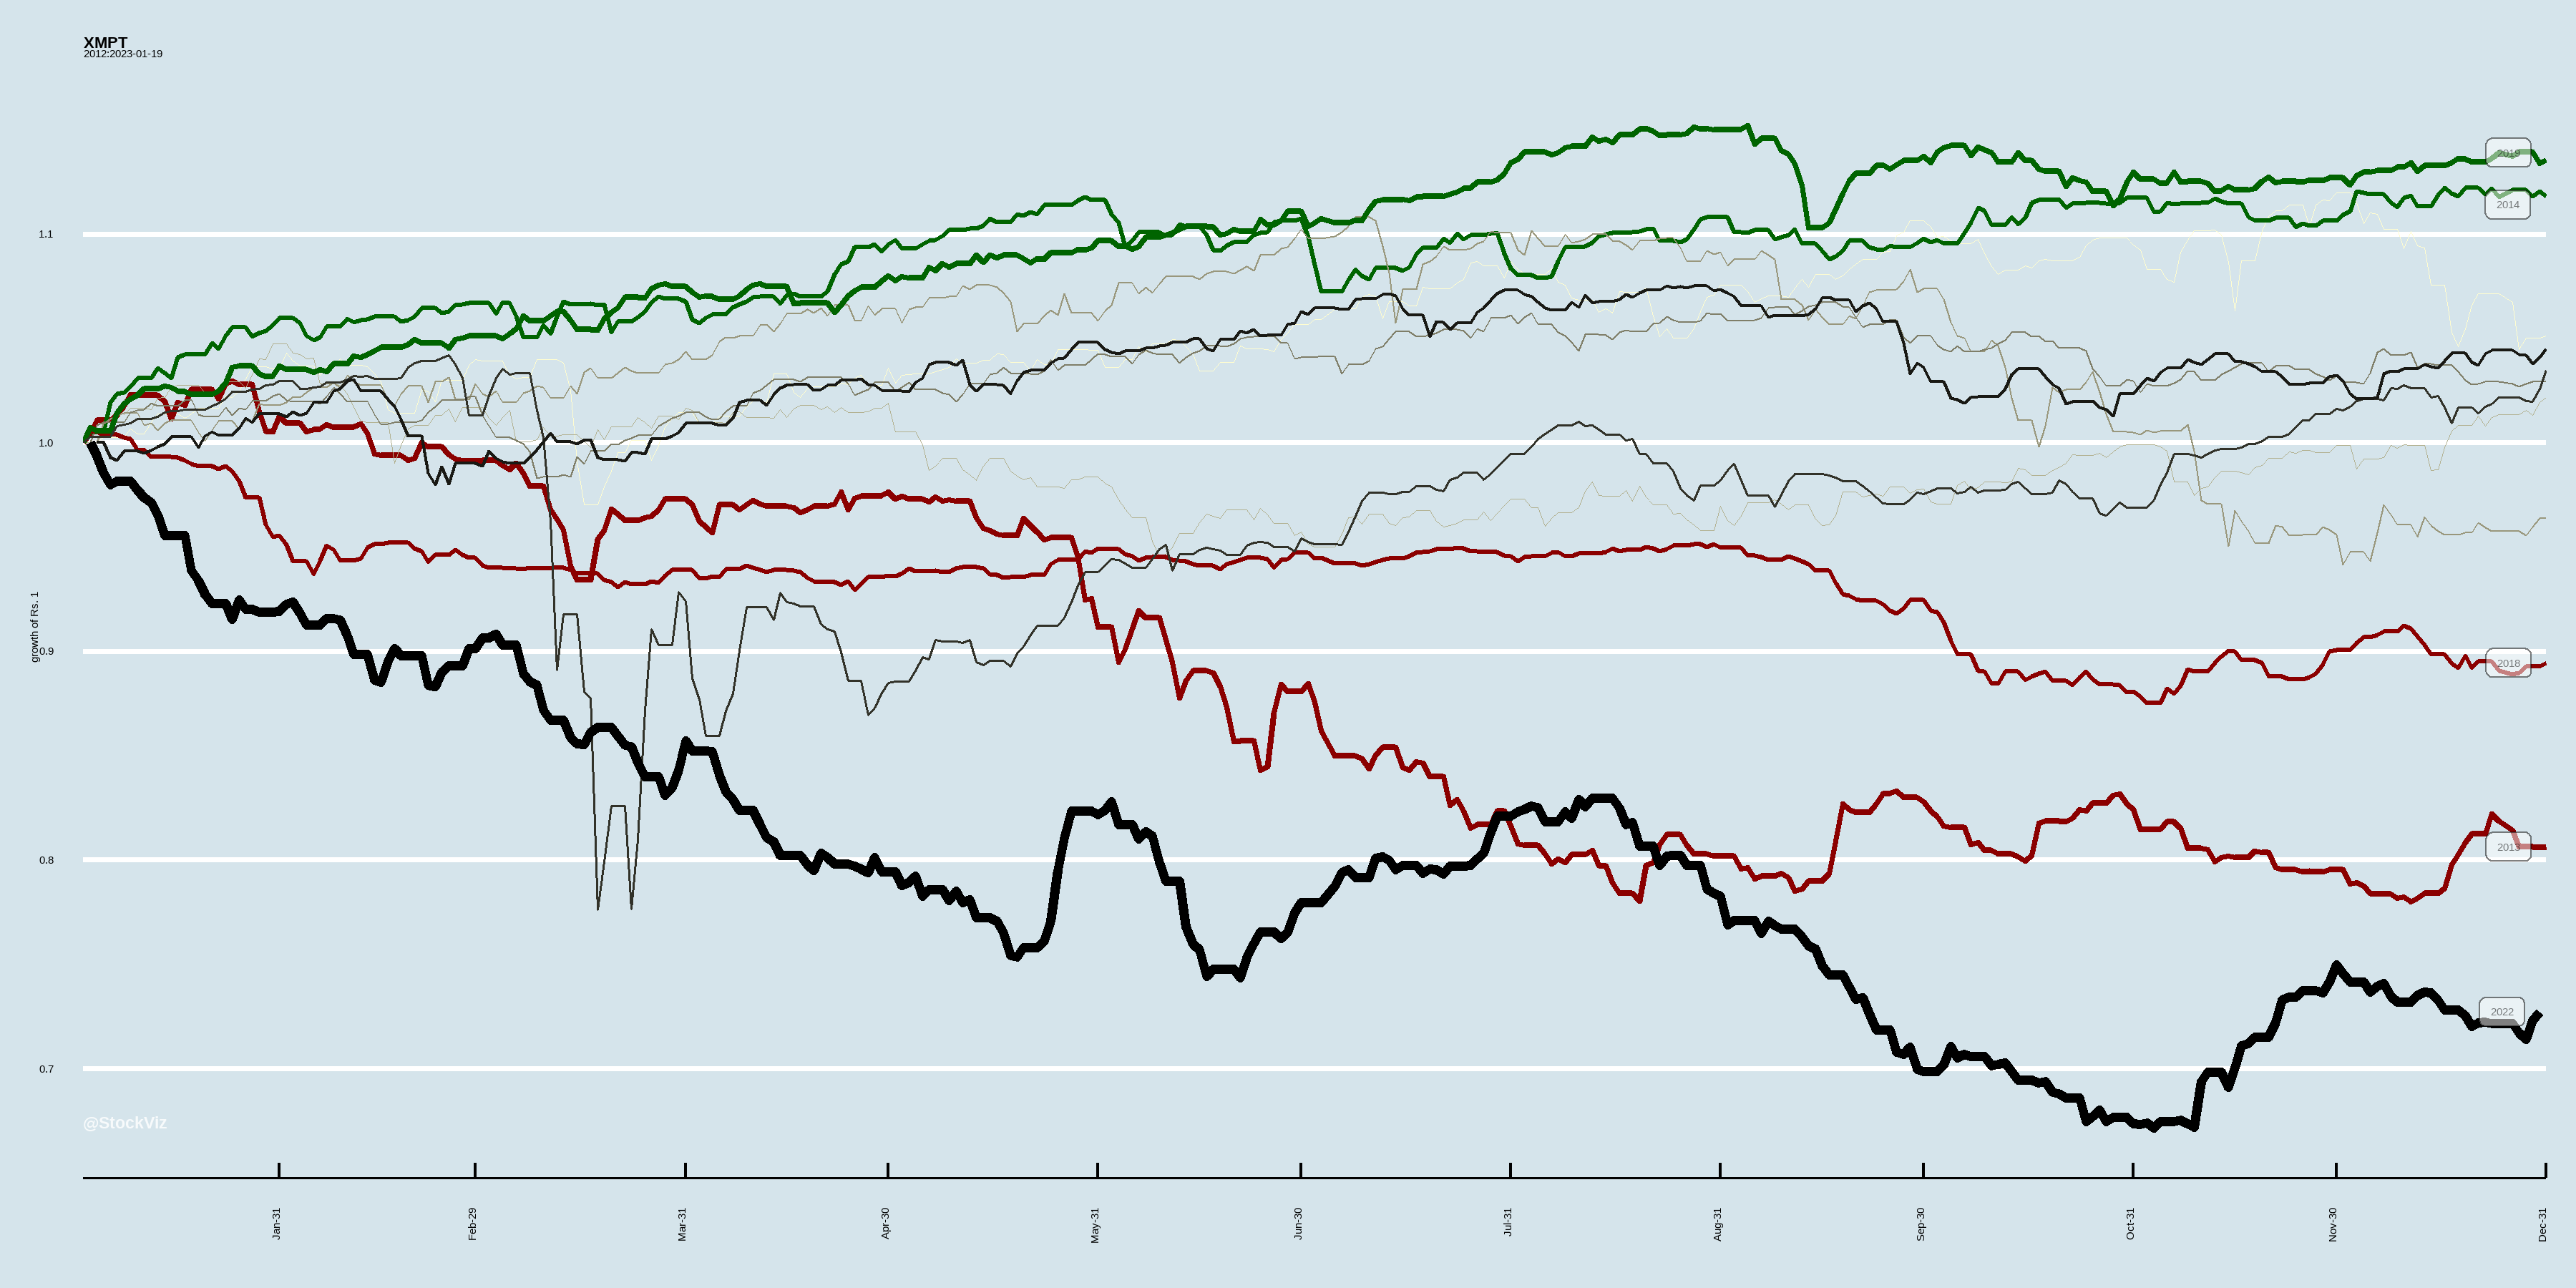 XMPT
2012:2023-01-19
2019
1.1
2014
1.0
growth of Rs. 1
0.9
2018
0.8
2013
2022
0.7
@StockViz
Jan-31
Feb-29
Mar-31
Apr-30
May-31
Jun-30
Jul-31
Aug-31
Sep-30
Oct-31
Nov-30
Dec-31